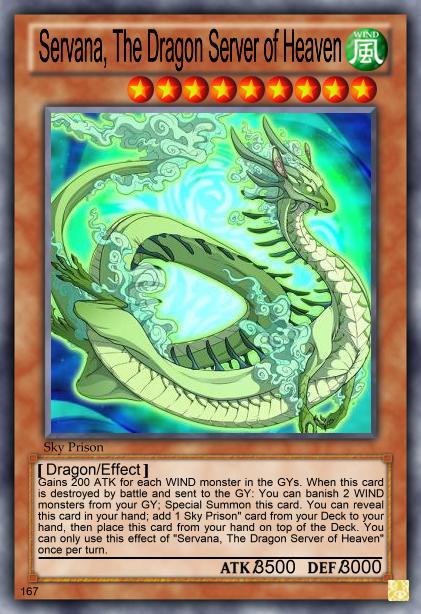 Servana, The Dragon Server of Heaven
WIND
風
Sky Prison
[ Dragon/Effect ]
Gains 200 ATK for each WIND monster in the GYs. When this card
is destroyed by battle and sent to the GY: You can banish 2 WIND
monsters from your GY; Special Summon this card. You can reveal
this card in your hand; add 1 Sky Prison" card from your Deck to your
hand, then place this card from your hand on top of the Deck. You
can only use this effect of "Servana, The Dragon Server of Heaven"
once per turn.
ATK 3500 DEF 3000
167